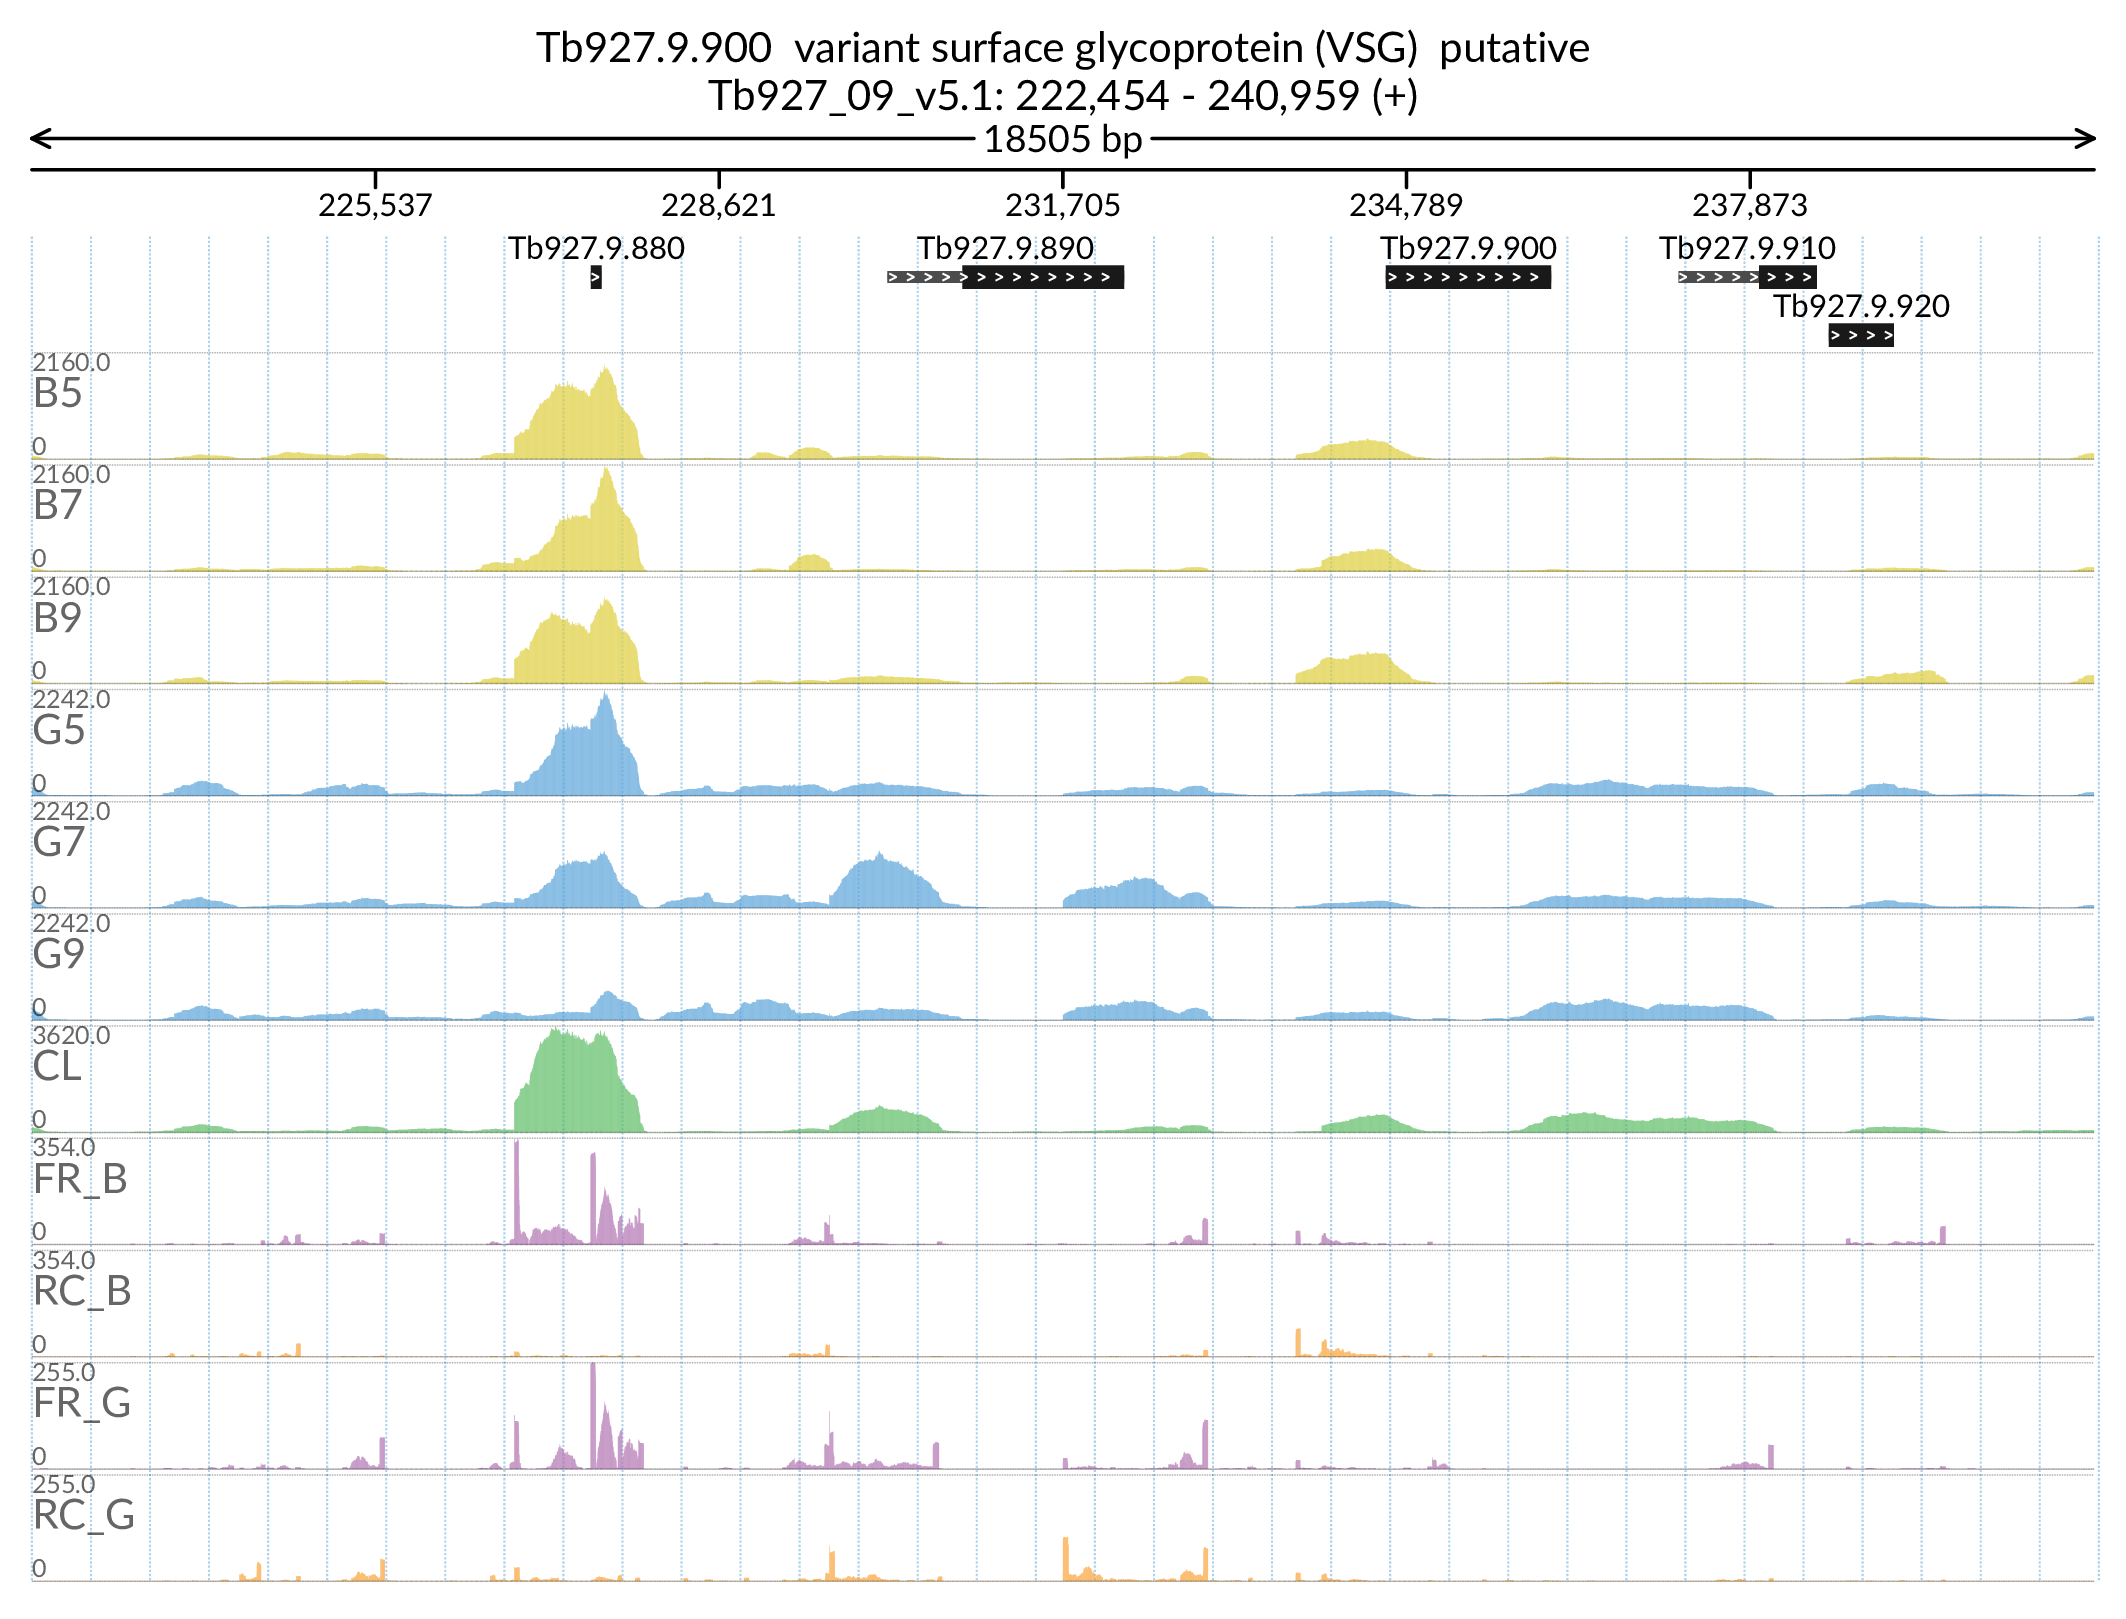 Tb927.9.900  variant surface glycoprotein (VSG)  putative
Tb927_09_v5.1: 222,454 - 240,959 (+)
18505 bp
225,537 228,621 231,705 234,789 237,873
Tb927.9.880 Tb927.9.890 Tb927.9.900 Tb927.9.910
Tb927.9.920
2160.0
B5
0
2160.0
B7
0
2160.0
B9
0
2242.0
G5
0
2242.0
G7
0
2242.0
G9
0
3620.0
CL
0
354.0
FR_B
0
354.0
RC_B
0
255.0
FR_G
0
255.0
RC_G
0